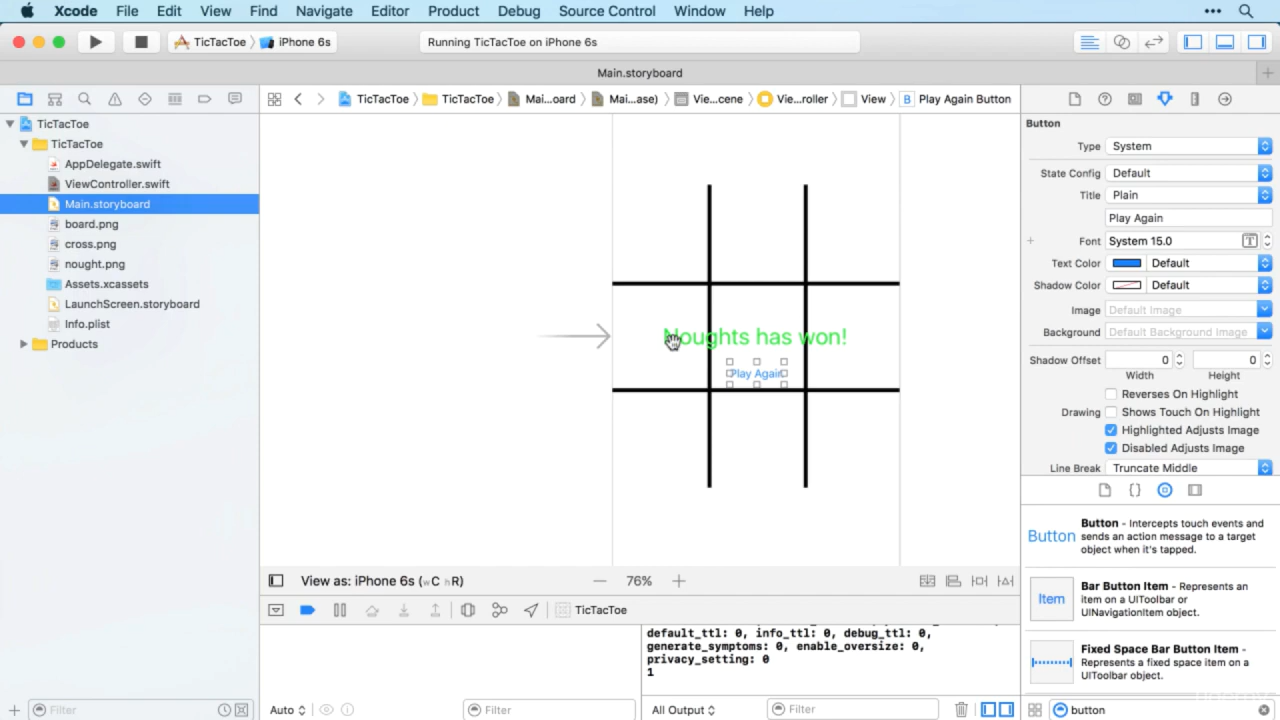 Xcode File Edit View Find Navigate Editor Product Debug Source Control Window Help
TicTacToe iPhone 6s
Running TicTacToe on iPhone 6s
Main.storyboard
TicTacToe TicTacToe Mai...oard Mai...ase) Vie...cene Vie...roller View B Play Again Button
TicTacToe
TicTacToe
AppDelegate.swift
ViewController.swift
Main.storyboard
board.png
cross.png
nought.png
Assets.xcassets
LaunchScreen.storyboard
Info.plist
Products
Filter
Noughts has won!
Play Again
View as: iPhone 6s (wC hR) 76%
TicTacToe
default_ttl: 0, info_ttl: 0, debug_ttl: 0,
generate_symptoms: 0, enable_oversize: 0,
privacy_setting: 0
1
Auto Filter
All Output Filter
Button
Type System
State Config Default
Title Plain
Play Again
Font System 15.0 T
Text Color Default
Shadow Color Default
Image Default Image
Background Default Background Image
Shadow Offset 0 0
Width Height
Reverses On Highlight
Drawing Shows Touch On Highlight
Highlighted Adjusts Image
Disabled Adjusts Image
Line Break Truncate Middle
Button Button - Intercepts touch events and
sends an action message to a target
object when it's tapped.
Item Bar Button Item - Represents an
item on a UIToolbar or
UINavigationItem object.
Fixed Space Bar Button Item -
Represents a fixed space item on a
UIToolbar object.
button